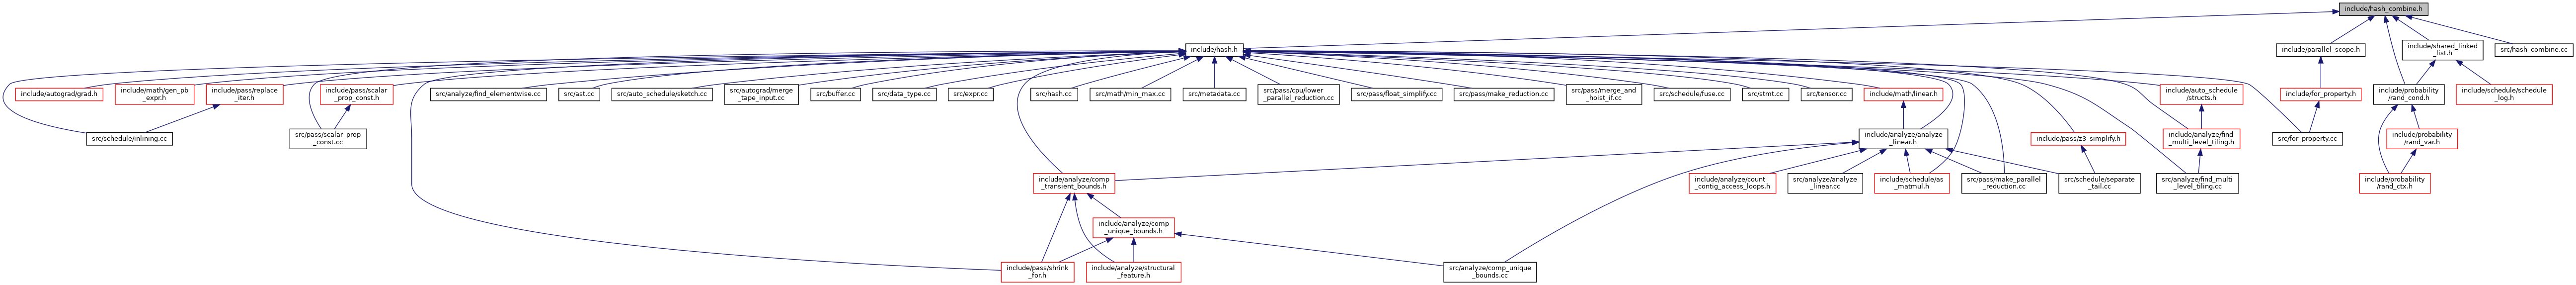 include/hash_combine.h
include/hash.h
include/parallel_scope.h
include/shared_linked
_list.h
src/hash_combine.cc
include/autograd/grad.h
include/math/gen_pb
_expr.h
include/pass/replace
_iter.h
include/pass/scalar
_prop_const.h
src/analyze/find_elementwise.cc
src/ast.cc
src/auto_schedule/sketch.cc
src/autograd/merge
_tape_input.cc
src/buffer.cc
src/data_type.cc
src/expr.cc
src/hash.cc
src/math/min_max.cc
src/metadata.cc
src/pass/cpu/lower
_parallel_reduction.cc
src/pass/float_simplify.cc
src/pass/make_reduction.cc
src/pass/merge_and
_hoist_if.cc
src/schedule/fuse.cc
src/stmt.cc
src/tensor.cc
include/math/linear.h
include/auto_schedule
/structs.h
include/for_property.h
include/probability
/rand_cond.h
include/schedule/schedule
_log.h
src/schedule/inlining.cc
src/pass/scalar_prop
_const.cc
include/analyze/analyze
_linear.h
include/pass/z3_simplify.h
include/analyze/find
_multi_level_tiling.h
src/for_property.cc
include/probability
/rand_var.h
include/analyze/comp
_transient_bounds.h
include/analyze/count
_contig_access_loops.h
src/analyze/analyze
_linear.cc
include/schedule/as
_matmul.h
src/pass/make_parallel
_reduction.cc
src/schedule/separate
_tail.cc
src/analyze/find_multi
_level_tiling.cc
include/probability
/rand_ctx.h
include/analyze/comp
_unique_bounds.h
include/pass/shrink
_for.h
include/analyze/structural
_feature.h
src/analyze/comp_unique
_bounds.cc